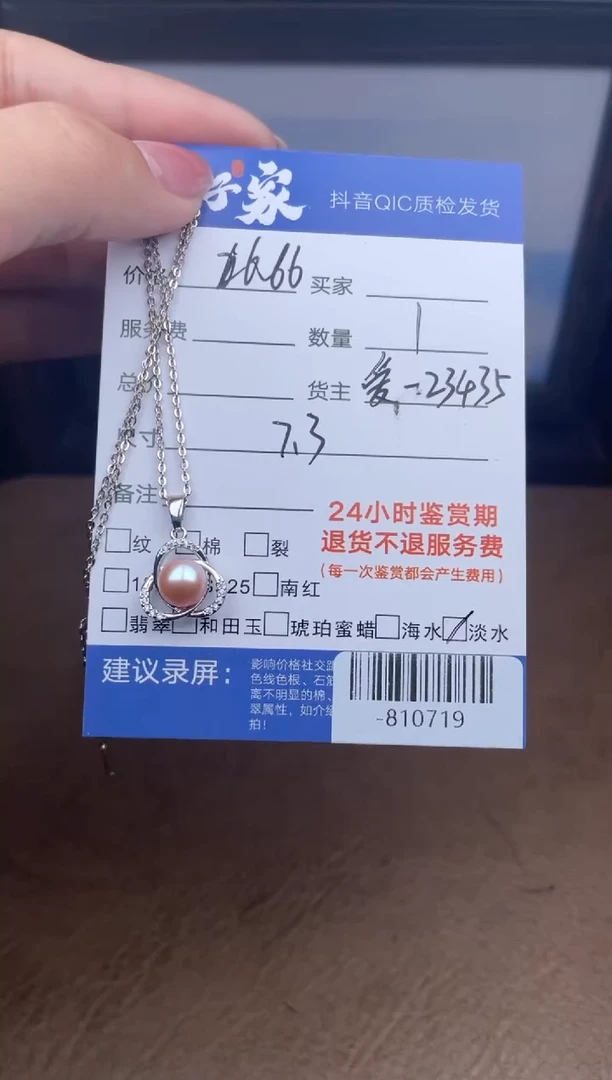 家 抖音QIC质检发货
价 买家
服务费 数量 1
总 货主 爱-23435
尺寸 7.3
备注
24小时鉴赏期
退货不退服务费
(每一次鉴赏都会产生费用)
纹 棉 裂
25 南红
翡翠 和田玉 琥珀蜜蜡 海水 淡水
建议录屏:
影响价格社交
色线色根、石
离不明显的棉、
翠属性,如介
拍!
-810719